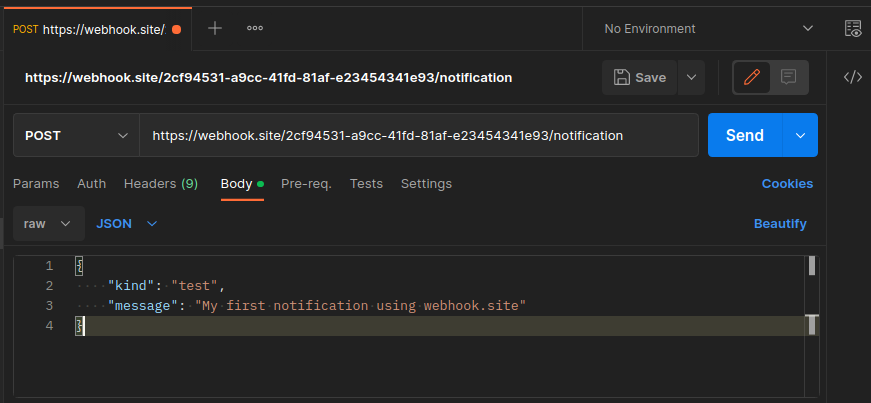 POST https://webhook.site/ No Environment
https://webhook.site/2cf94531-a9cc-41fd-81af-e23454341e93/notification Save
POST https://webhook.site/2cf94531-a9cc-41fd-81af-e23454341e93/notification Send
Params Auth Headers (9) Body Pre-req. Tests Settings Cookies
raw JSON Beautify
1 {
2 "kind": "test",
3 "message": "My first notification using webhook.site"
4 }